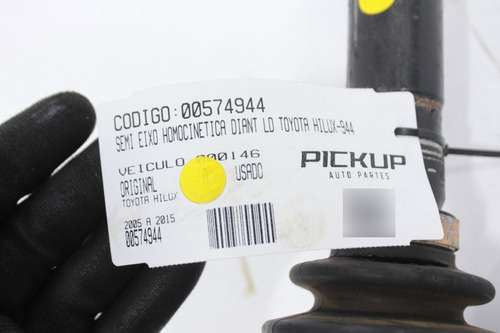 CODIGO:00574944
SEMI EIXO HOMOCINETICA DIANT LD TOYOTA HILUX-944
VEICULO 000146
ORIGINAL USADO
TOYOTA HILUX
2005 A 2015
00574944
PICKUP
AUTO PARTES